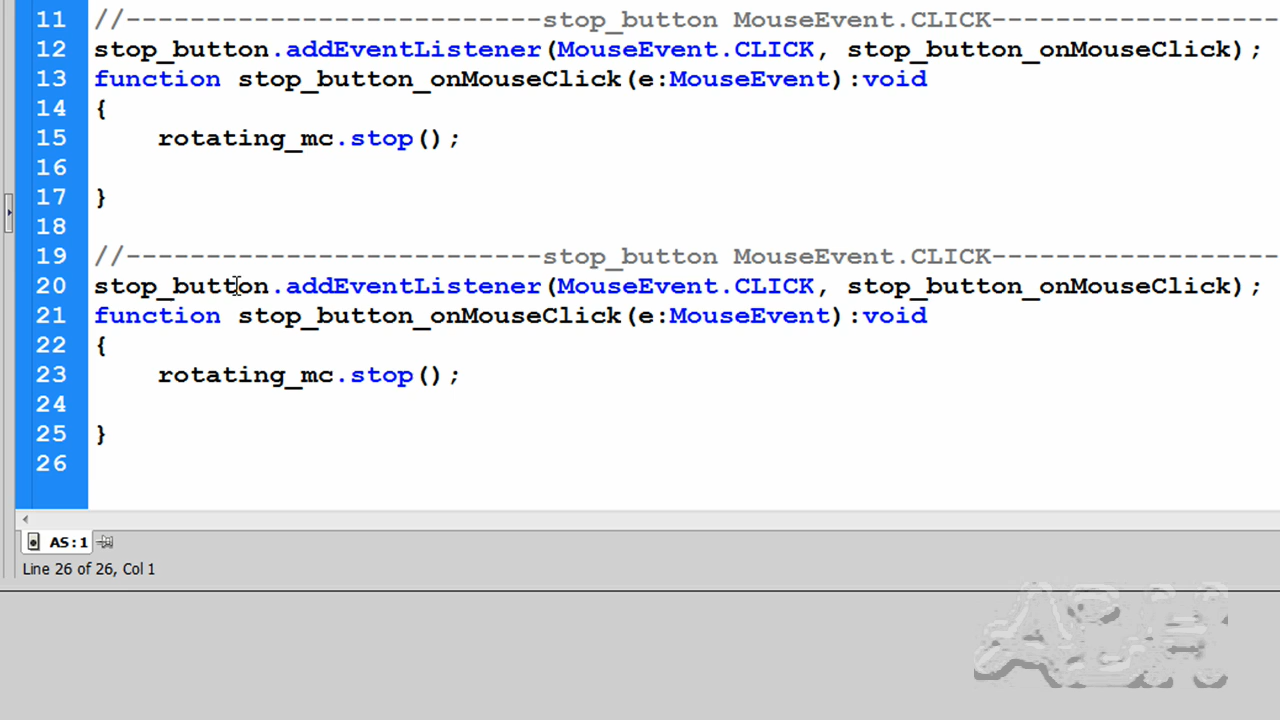 11 //--------------------------stop_button MouseEvent.CLICK------------------
12 stop_button.addEventListener(MouseEvent.CLICK, stop_button_onMouseClick);
13 function stop_button_onMouseClick(e:MouseEvent):void
14 {
15 rotating_mc.stop();
16
17 }
18
19 //--------------------------stop_button MouseEvent.CLICK------------------
20 stop_button.addEventListener(MouseEvent.CLICK, stop_button_onMouseClick);
21 function stop_button_onMouseClick(e:MouseEvent):void
22 {
23 rotating_mc.stop();
24
25 }
26
AS:1
Line 26 of 26, Col 1